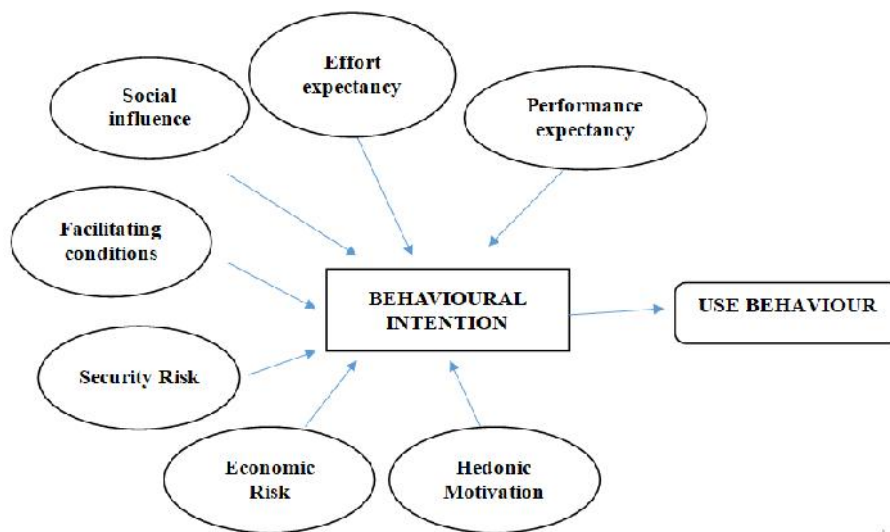 Effort
expectancy
Social
influence
Performance
expectancy
Facilitating
conditions
BEHAVIOURAL
INTENTION
USE BEHAVIOUR
Security Risk
Economic
Risk
Hedonic
Motivation